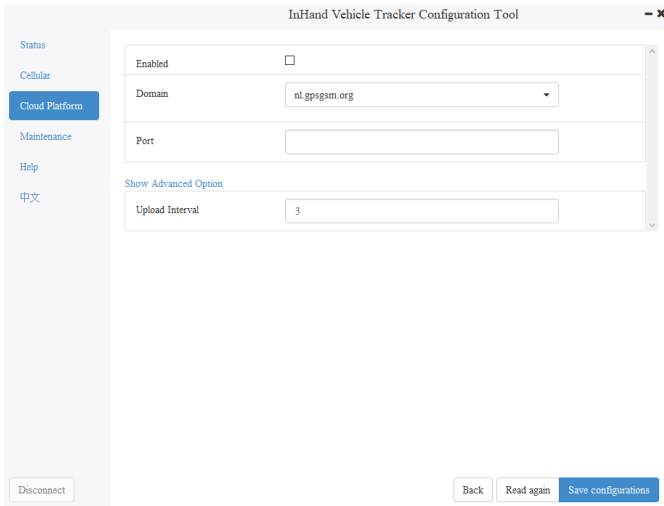 InHand Vehicle Tracker Configuration Tool
Status
Cellular
Cloud Platform
Maintenance
Help
中文
Enabled
Domain
nl.gpsgsm.org
Port
Show Advanced Option
Upload Interval
3
Disconnect
Back
Read again
Save configurations